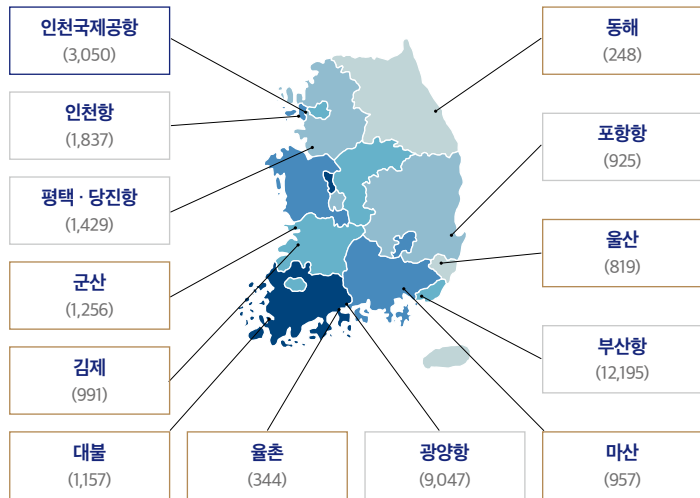 인천국제공항
(3,050)
동해
(248)
인천항
(1,837)
포항항
(925)
평택 · 당진항
(1,429)
울산
(819)
군산
(1,256)
부산항
(12,195)
김제
(991)
대불
(1,157)
율촌
(344)
광양항
(9,047)
마산
(957)